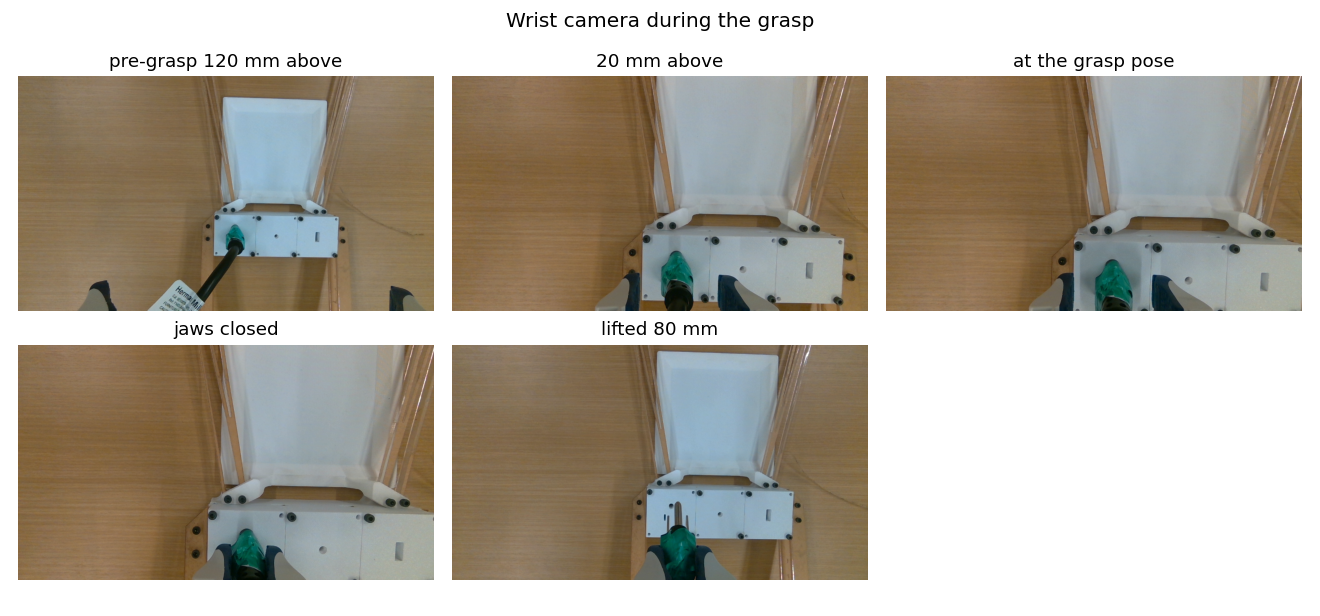 Wrist camera during the grasp
pre-grasp 120 mm above
20 mm above
at the grasp pose
jaws closed
lifted 80 mm